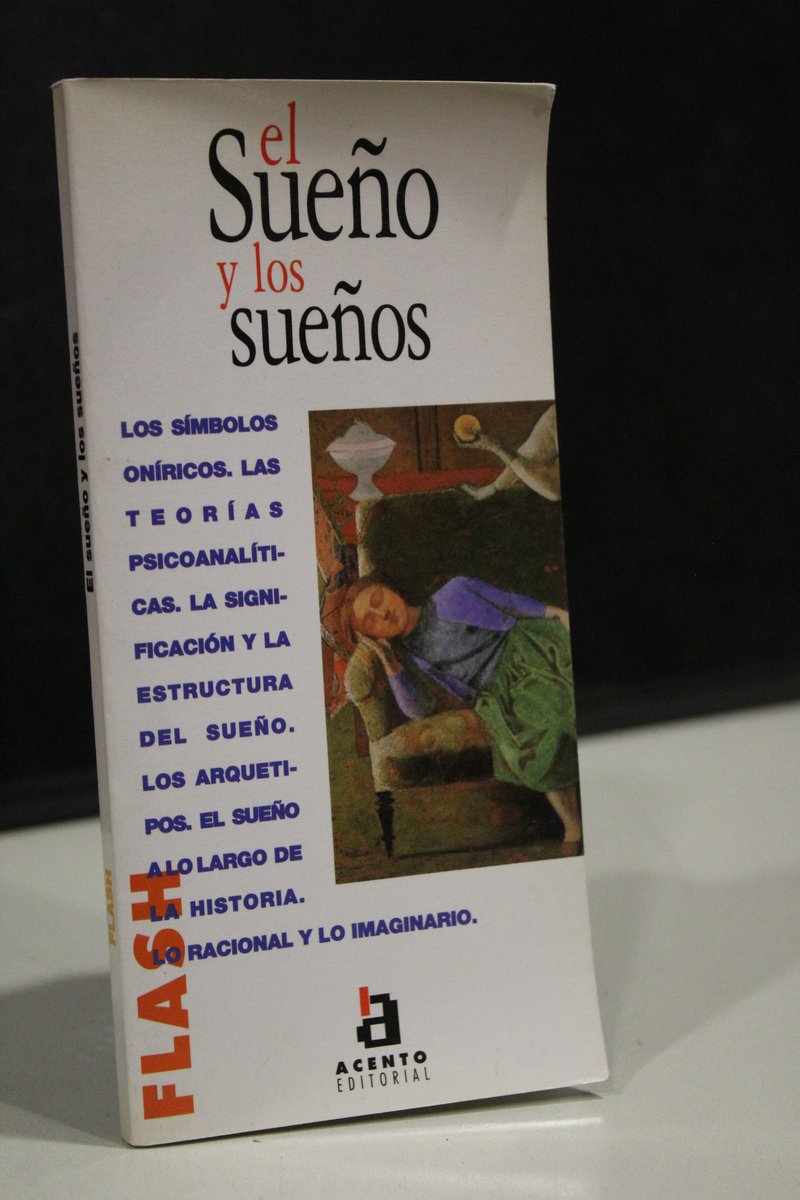 el
Sueño
y los
sueños
LOS SÍMBOLOS
ONÍRICOS. LAS
TEORÍAS
PSICOANALÍTI-
CAS. LA SIGNI-
FICACIÓN Y LA
ESTRUCTURA
DEL SUEÑO.
LOS ARQUETI-
POS. EL SUEÑO
A LO LARGO DE
LA HISTORIA.
LO RACIONAL Y LO IMAGINARIO.
FLASH
a
ACENTO
EDITORIAL
El sueño y los sueños
FLASH